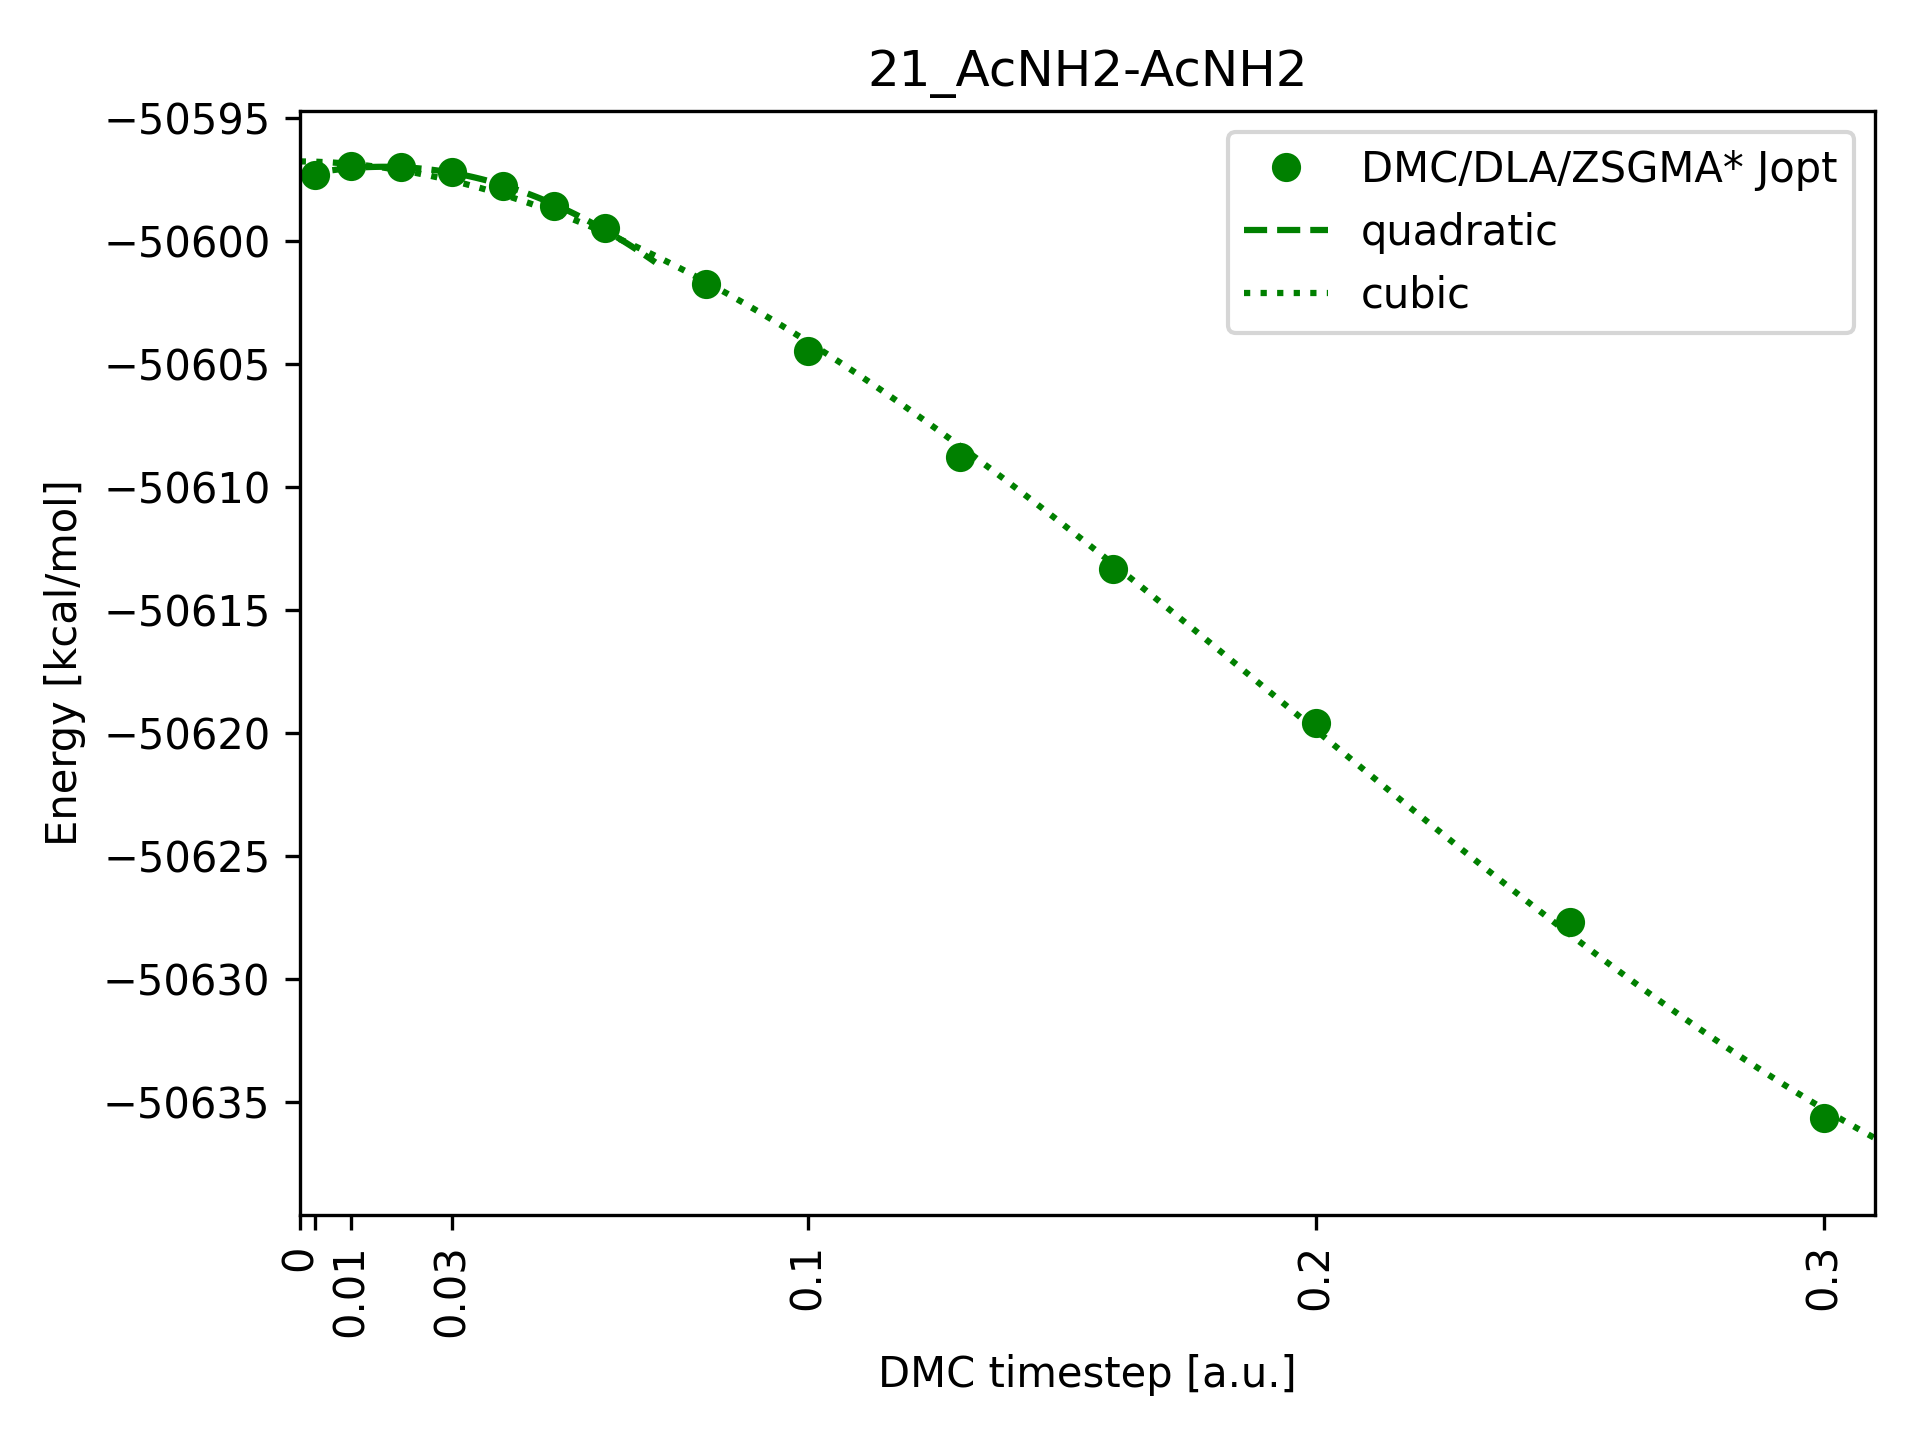 21_AcNH2-AcNH2
DMC/DLA/ZSGMA* Jopt
quadratic
cubic
Energy [kcal/mol]
−50595
−50600
−50605
−50610
−50615
−50620
−50625
−50630
−50635
0
0.01
0.03
0.1
0.2
0.3
DMC timestep [a.u.]